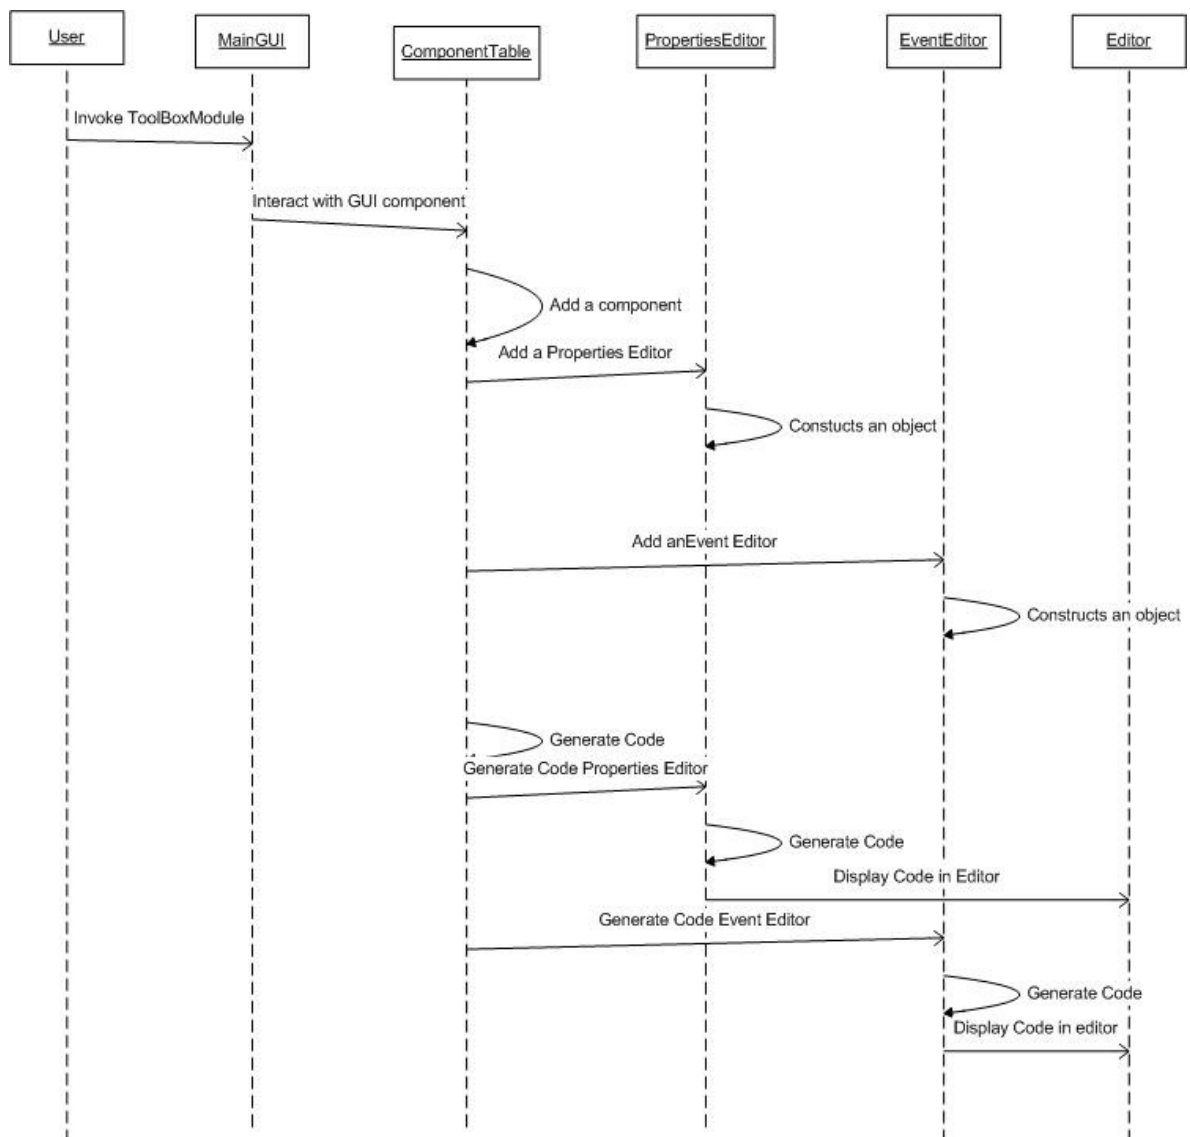 User
MainGUI
ComponentTable
PropertiesEditor
EventEditor
Editor
Invoke ToolBoxModule
Interact with GUI component
Add a component
Add a Properties Editor
Constucts an object
Add anEvent Editor
Constructs an object
Generate Code
Generate Code Properties Editor
Generate Code
Display Code in Editor
Generate Code Event Editor
Generate Code
Display Code in editor